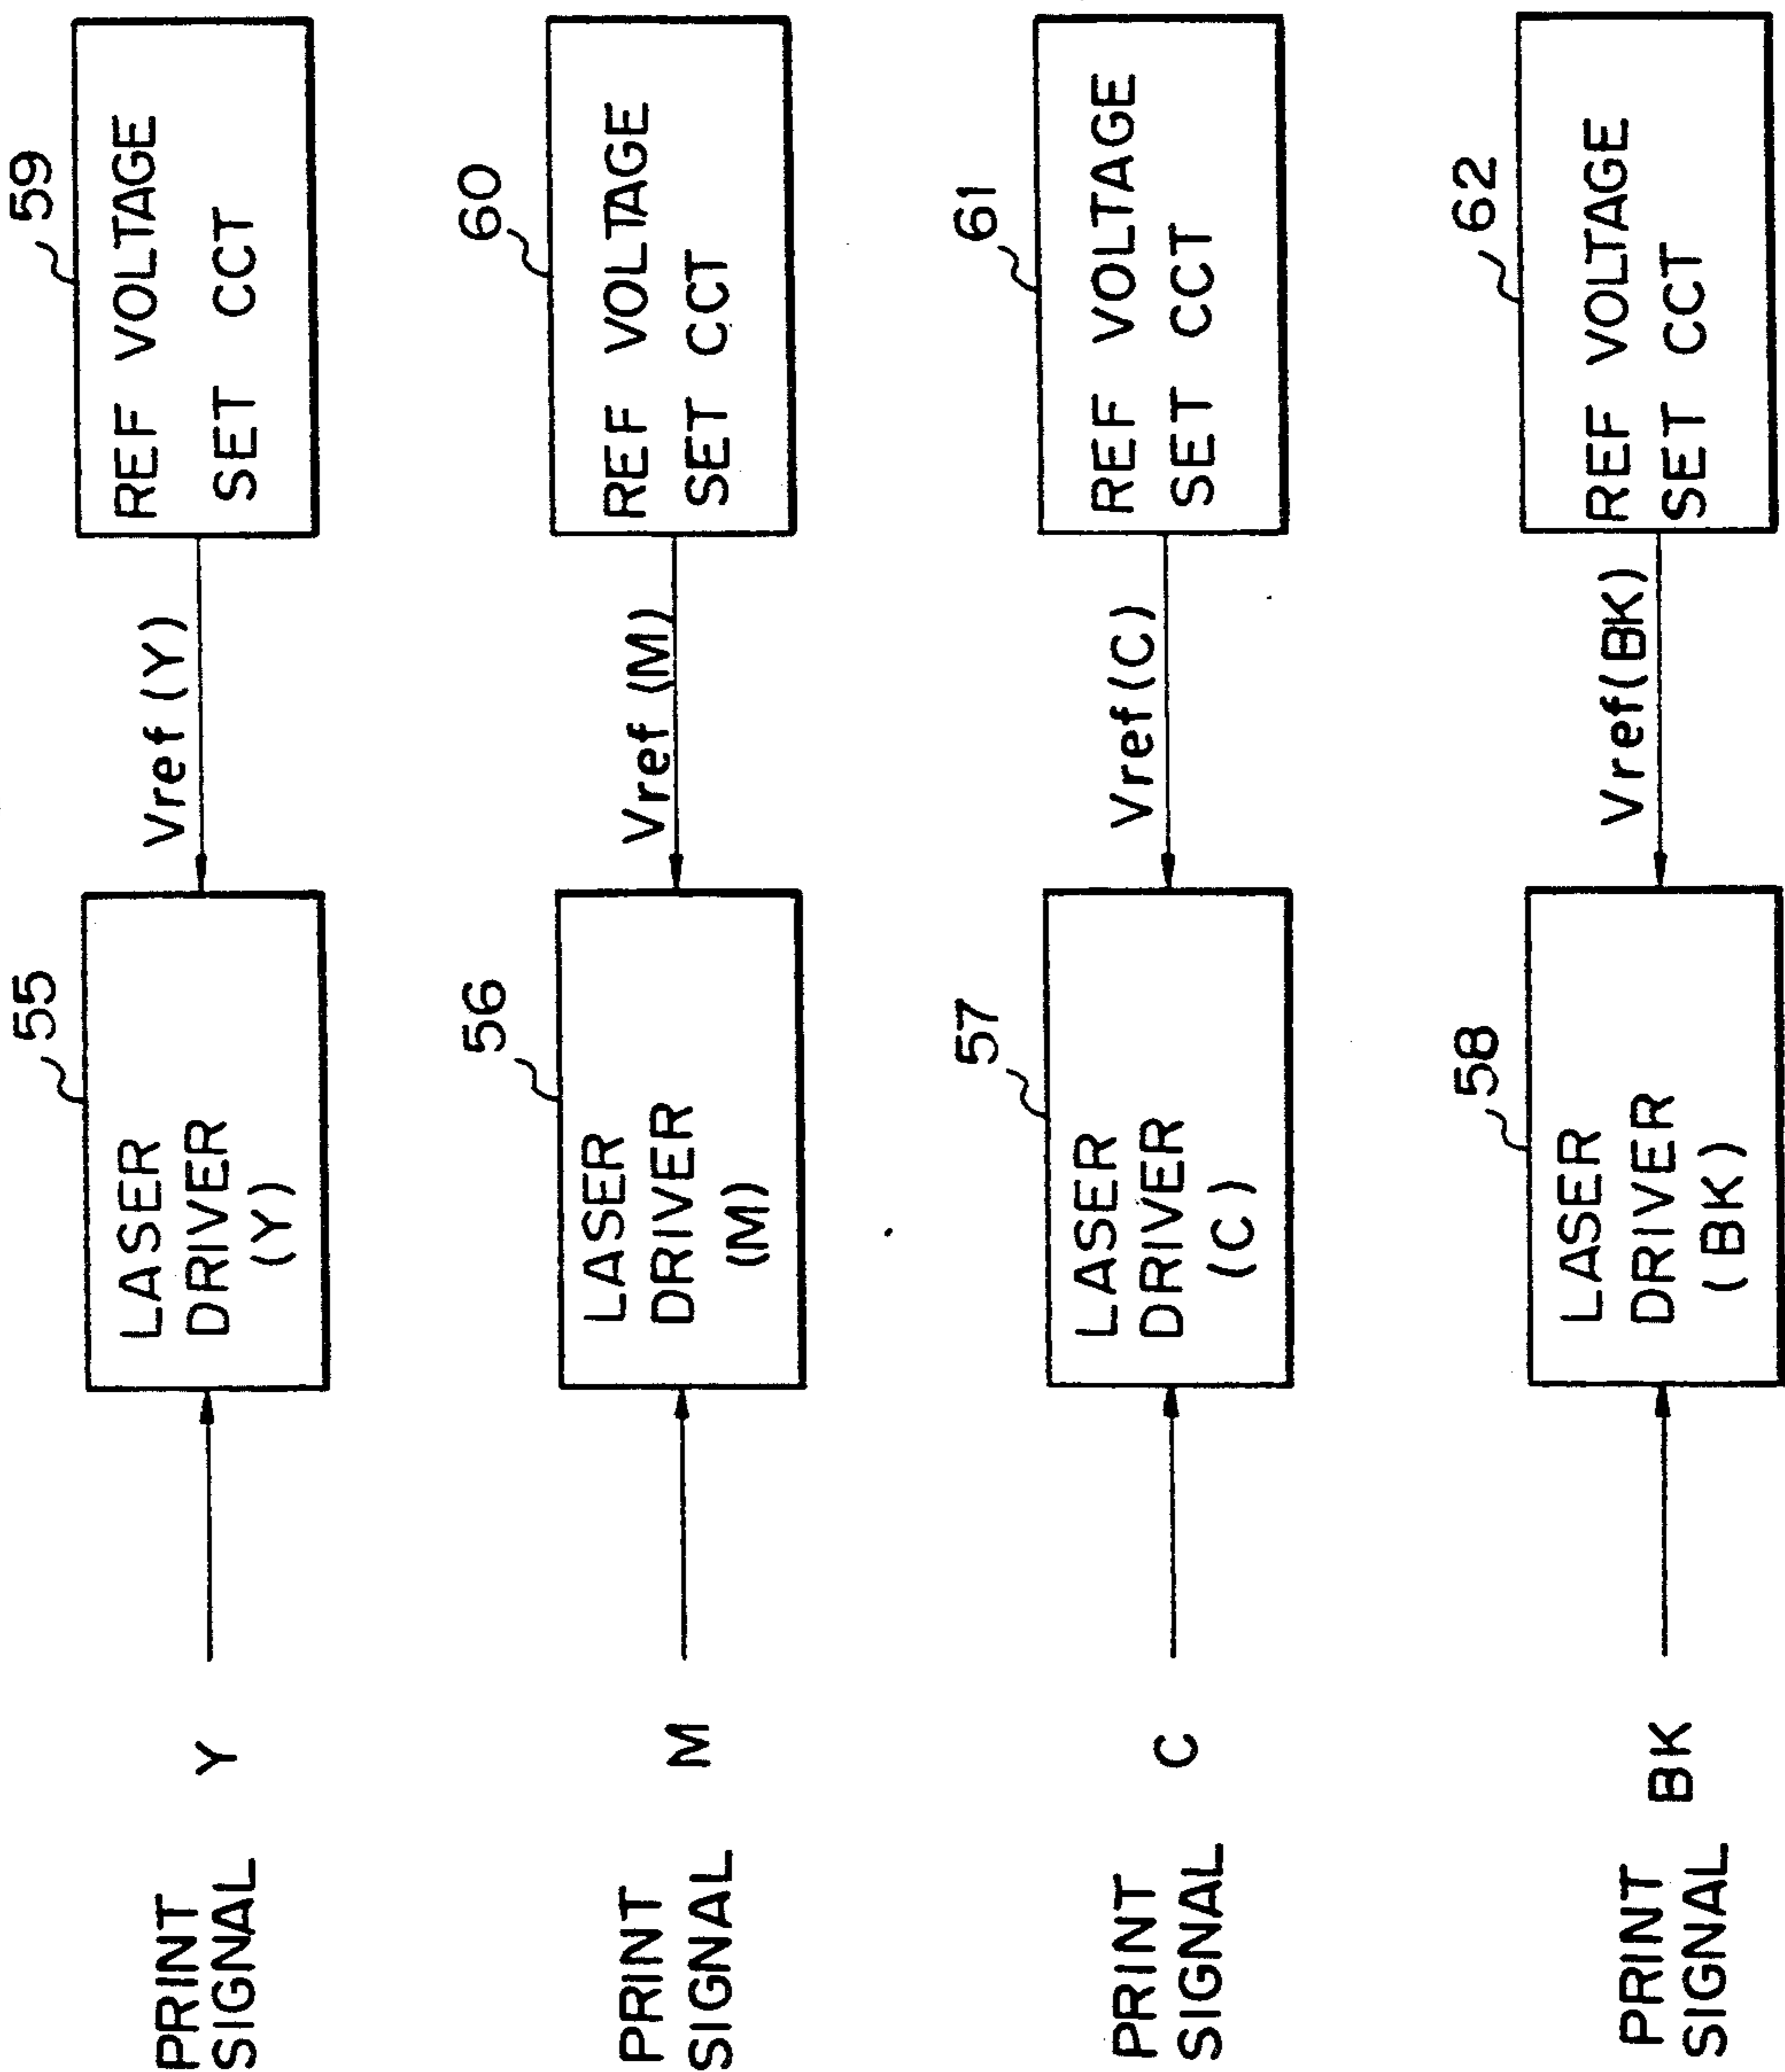 PRINT
SIGNAL
Y
55
LASER
DRIVER
(Y)
Vref (Y)
59
REF VOLTAGE
SET CCT
PRINT
SIGNAL
M
56
LASER
DRIVER
(M)
Vref (M)
60
REF VOLTAGE
SET CCT
PRINT
SIGNAL
C
57
LASER
DRIVER
(C)
Vref(C)
61
REF VOLTAGE
SET CCT
PRINT
SIGNAL
BK
58
LASER
DRIVER
(BK)
Vref(BK)
62
REF VOLTAGE
SET CCT